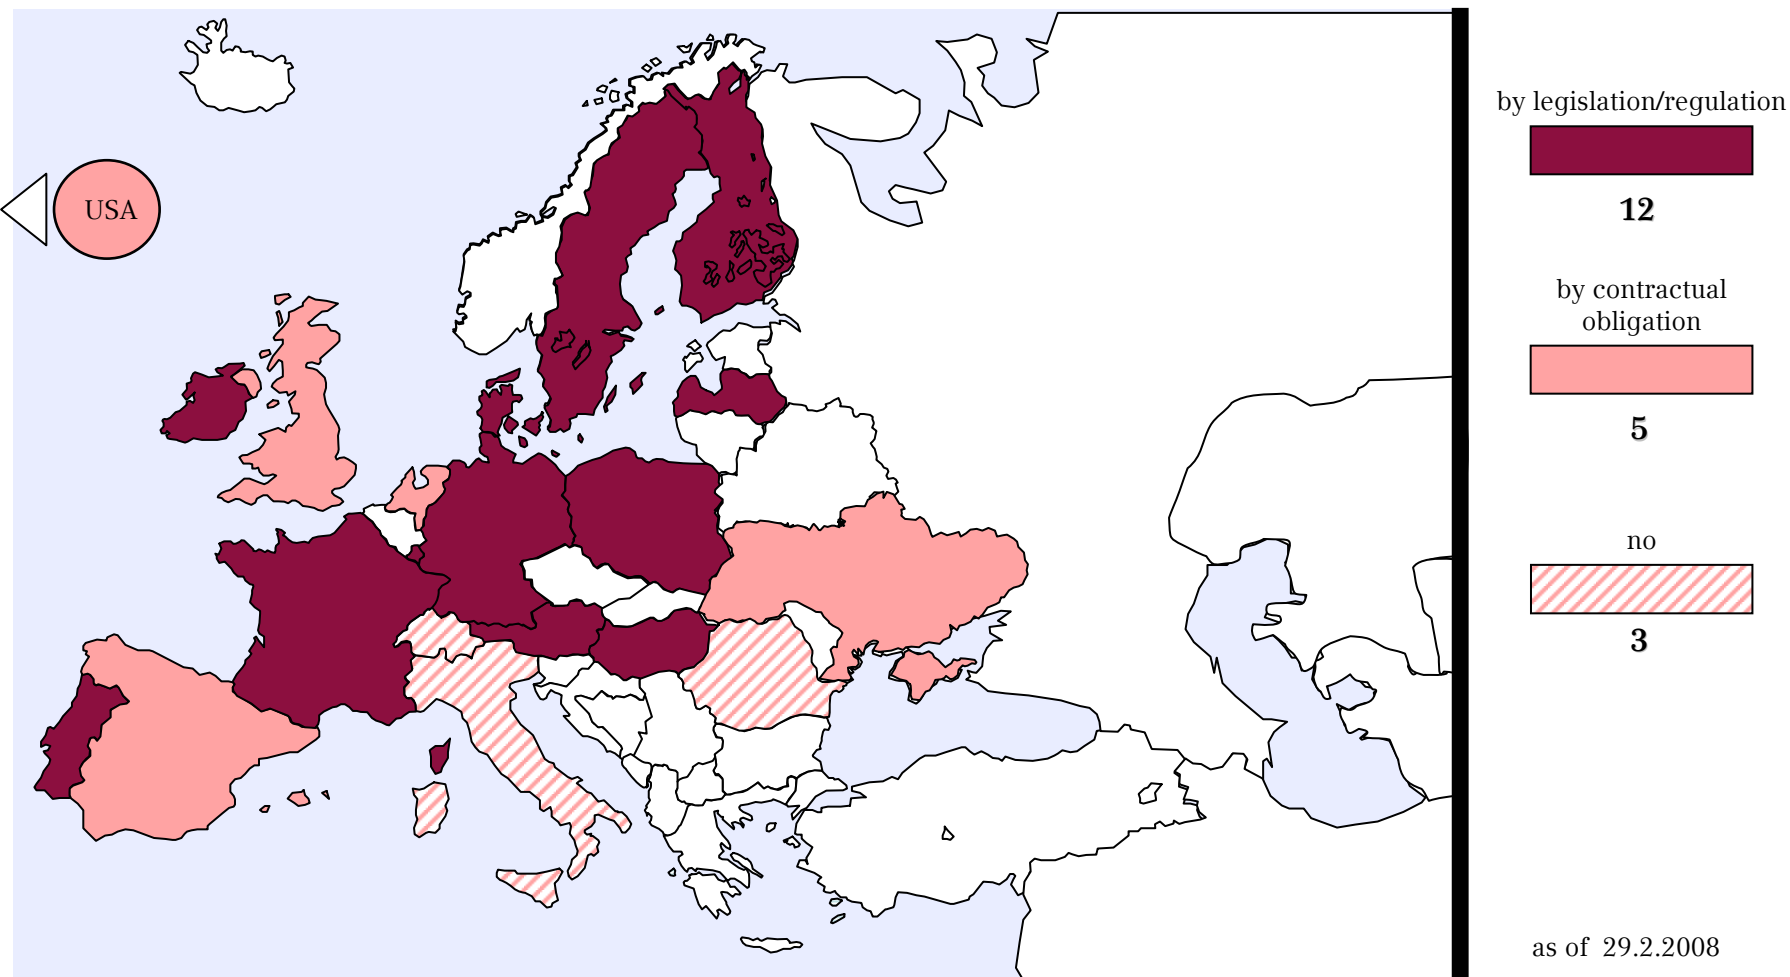 USA
by legislation/regulation
12
by contractual
obligation
5
no
3
as of 29.2.2008